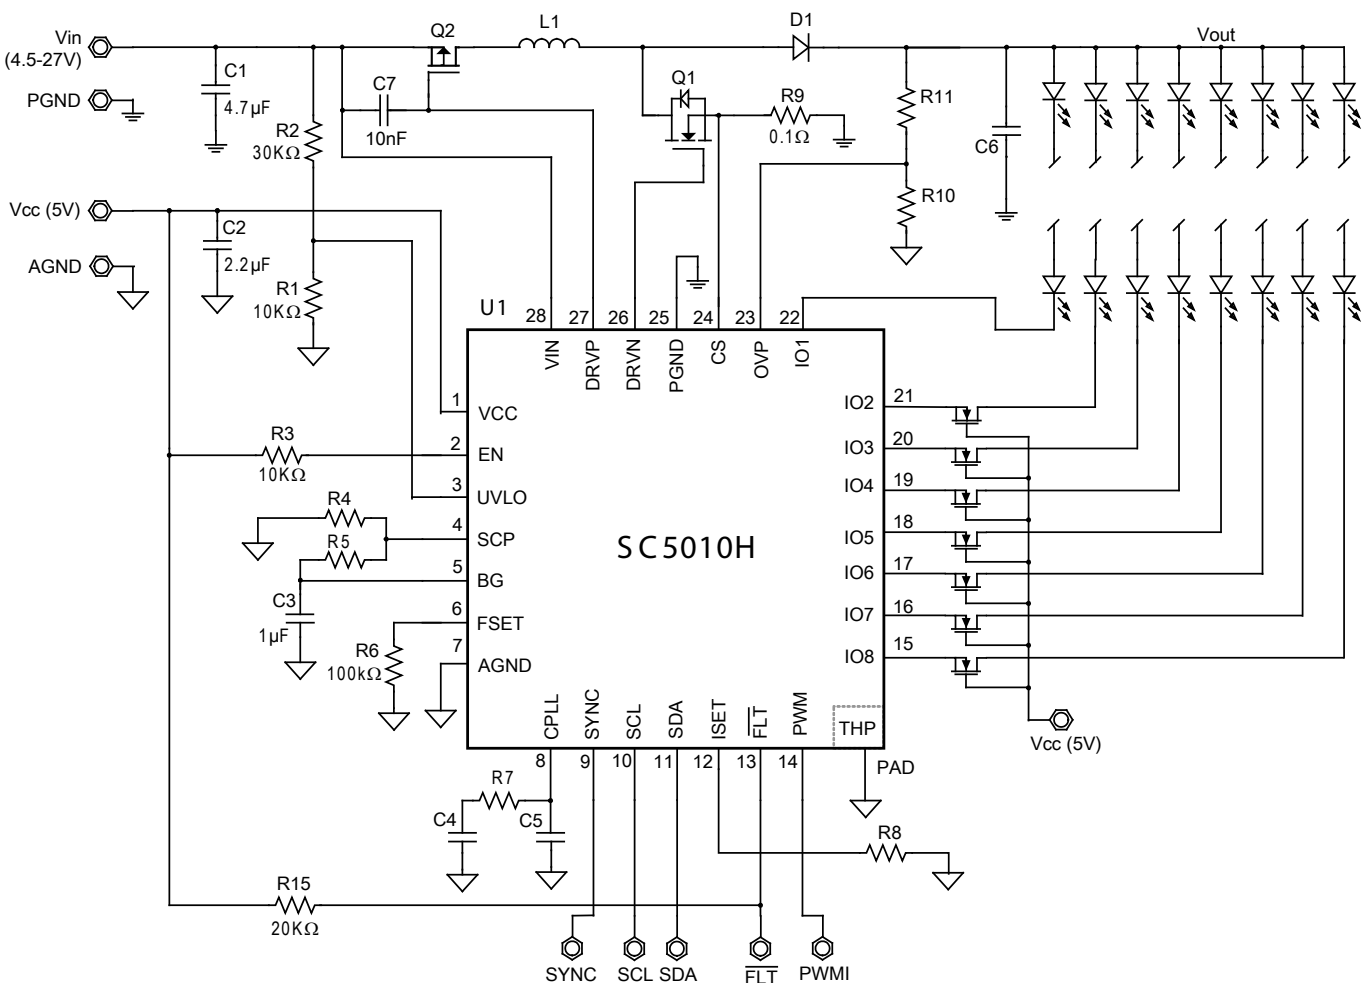 Vin
(4.5-27V)
PGND
C1
4.7µF
R2
30KΩ
C7
10nF
Q2
L1
Q1
D1
R9
0.1Ω
R11
R10
C6
Vout
Vcc (5V)
C2
2.2µF
AGND
R1
10KΩ
U1
28
27
26
25
24
23
22
VIN
DRVP
DRVN
PGND
CS
OVP
IO1
1
VCC
2
EN
3
UVLO
4
SCP
5
BG
6
FSET
7
AGND
R3
10KΩ
R4
R5
C3
1µF
R6
100kΩ
SC5010H
IO2
21
IO3
20
IO4
19
IO5
18
IO6
17
IO7
16
IO8
15
Vcc (5V)
CPLL
SYNC
SCL
SDA
ISET
FLT
PWM
THP
8
9
10
11
12
13
14
PAD
R7
C4
C5
R8
R15
20KΩ
SYNC
SCL
SDA
FLT
PWMI